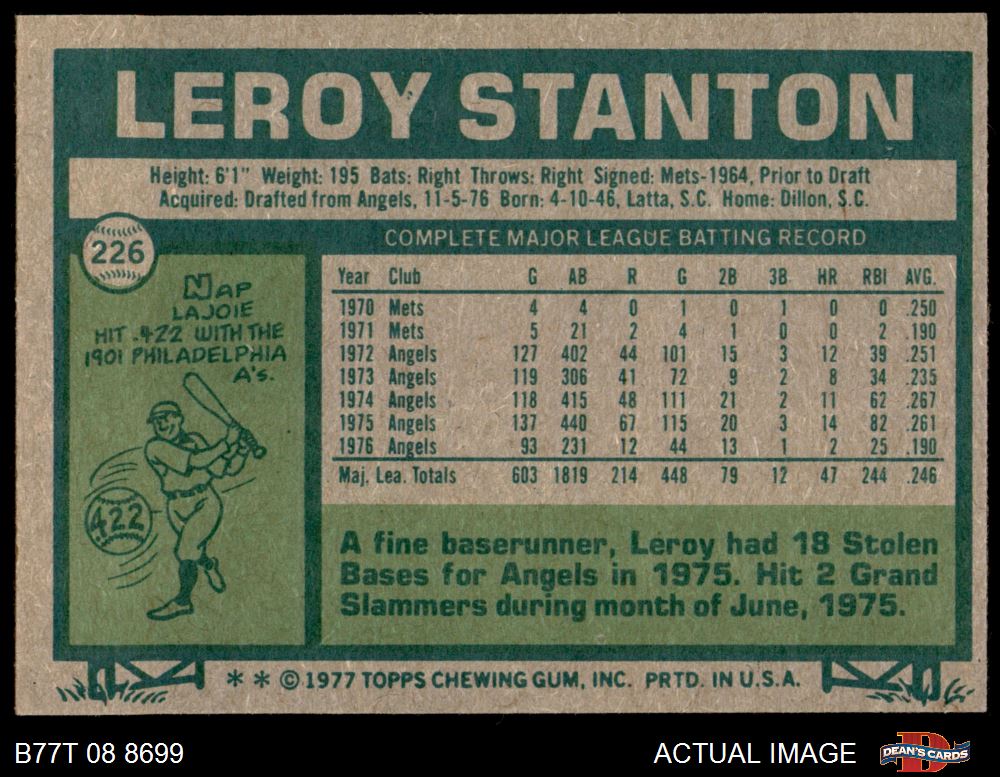 LEROY STANTON
Height: 6'1" Weight: 195 Bats: Right Throws: Right Signed: Mets-1964, Prior to Draft
Acquired: Drafted from Angels, 11-5-76 Born: 4-10-46, Latta, S.C. Home: Dillon, S.C.
226
COMPLETE MAJOR LEAGUE BATTING RECORD
NAP
LAJOIE
HIT .422 WITH THE
1901 PHILADELPHIA
A's.
422
Year Club G AB R G 2B 3B HR RBI AVG.
1970 Mets 4 4 0 1 0 1 0 0 .250
1971 Mets 5 21 2 4 1 0 0 2 .190
1972 Angels 127 402 44 101 15 3 12 39 .251
1973 Angels 119 306 41 72 9 2 8 34 .235
1974 Angels 118 415 48 111 21 2 11 62 .267
1975 Angels 137 440 67 115 20 3 14 82 .261
1976 Angels 93 231 12 44 13 1 2 25 .190
Maj. Lea. Totals 603 1819 214 448 79 12 47 244 .246
A fine baserunner, Leroy had 18 Stolen
Bases for Angels in 1975. Hit 2 Grand
Slammers during month of June, 1975.
* * © 1977 TOPPS CHEWING GUM, INC. PRTD. IN U.S.A.
B77T 08 8699
ACTUAL IMAGE
DEAN'S CARDS